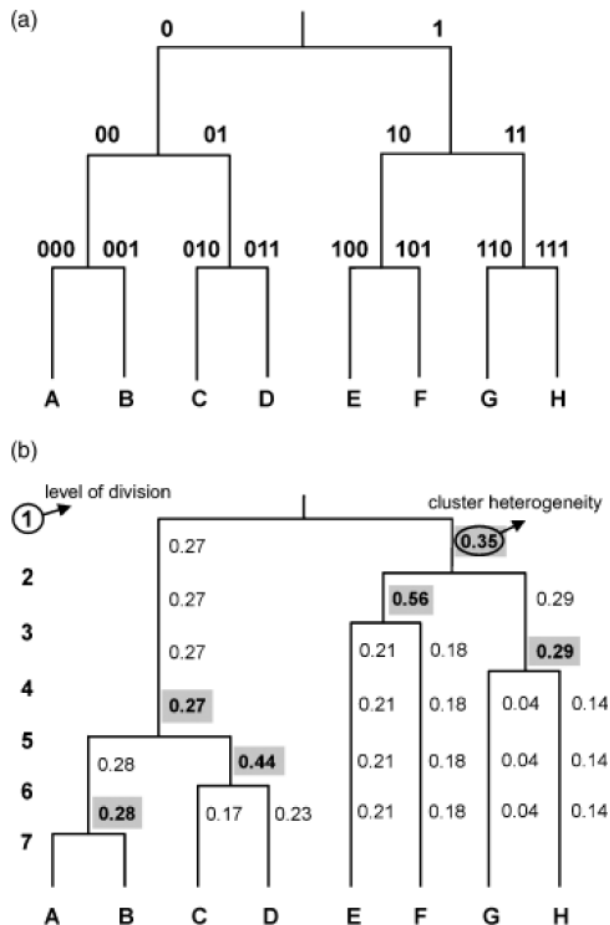 (a)
0 1
00 01 10 11
000 001 010 011 100 101 110 111
A B C D E F G H
(b)
level of division
cluster heterogeneity
1
0.27 0.35
2
0.27 0.56 0.29
3
0.27 0.21 0.18 0.29
4
0.27 0.21 0.18 0.04 0.14
5
0.28 0.44 0.21 0.18 0.04 0.14
6
0.28 0.17 0.23 0.21 0.18 0.04 0.14
7
A B C D E F G H